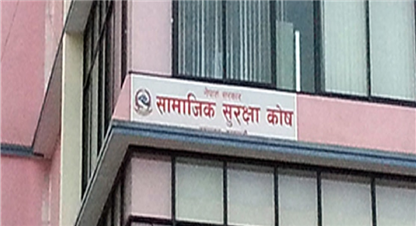 नेपाल सरकार
सामाजिक सुरक्षा कोष